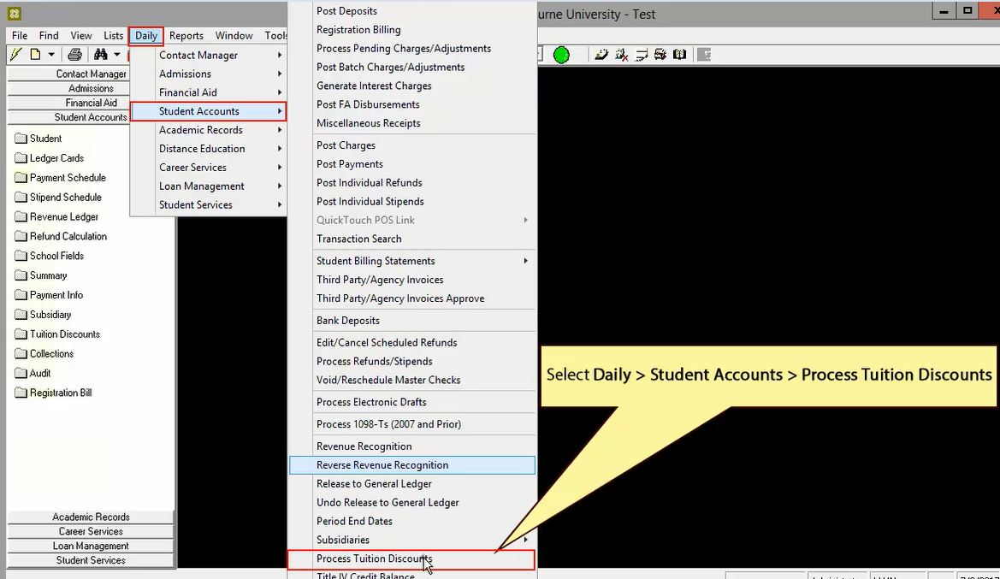 urne University - Test
File Find View Lists Daily Reports Window Tools
Contact Manager
Admissions
Financial Aid
Student Accounts
Student
Ledger Cards
Payment Schedule
Stipend Schedule
Revenue Ledger
Refund Calculation
School Fields
Summary
Payment Info
Subsidiary
Tuition Discounts
Collections
Audit
Registration Bill
Academic Records
Career Services
Loan Management
Student Services
Contact Manager
Admissions
Financial Aid
Student Accounts
Academic Records
Distance Education
Career Services
Loan Management
Student Services
Post Deposits
Registration Billing
Process Pending Charges/Adjustments
Post Batch Charges/Adjustments
Generate Interest Charges
Post FA Disbursements
Miscellaneous Receipts
Post Charges
Post Payments
Post Individual Refunds
Post Individual Stipends
QuickTouch POS Link
Transaction Search
Student Billing Statements
Third Party/Agency Invoices
Third Party/Agency Invoices Approve
Bank Deposits
Edit/Cancel Scheduled Refunds
Process Refunds/Stipends
Void/Reschedule Master Checks
Process Electronic Drafts
Process 1098-Ts (2007 and Prior)
Revenue Recognition
Reverse Revenue Recognition
Release to General Ledger
Undo Release to General Ledger
Period End Dates
Subsidiaries
Process Tuition Discounts
Title IV Credit Balance
Select Daily > Student Accounts > Process Tuition Discounts